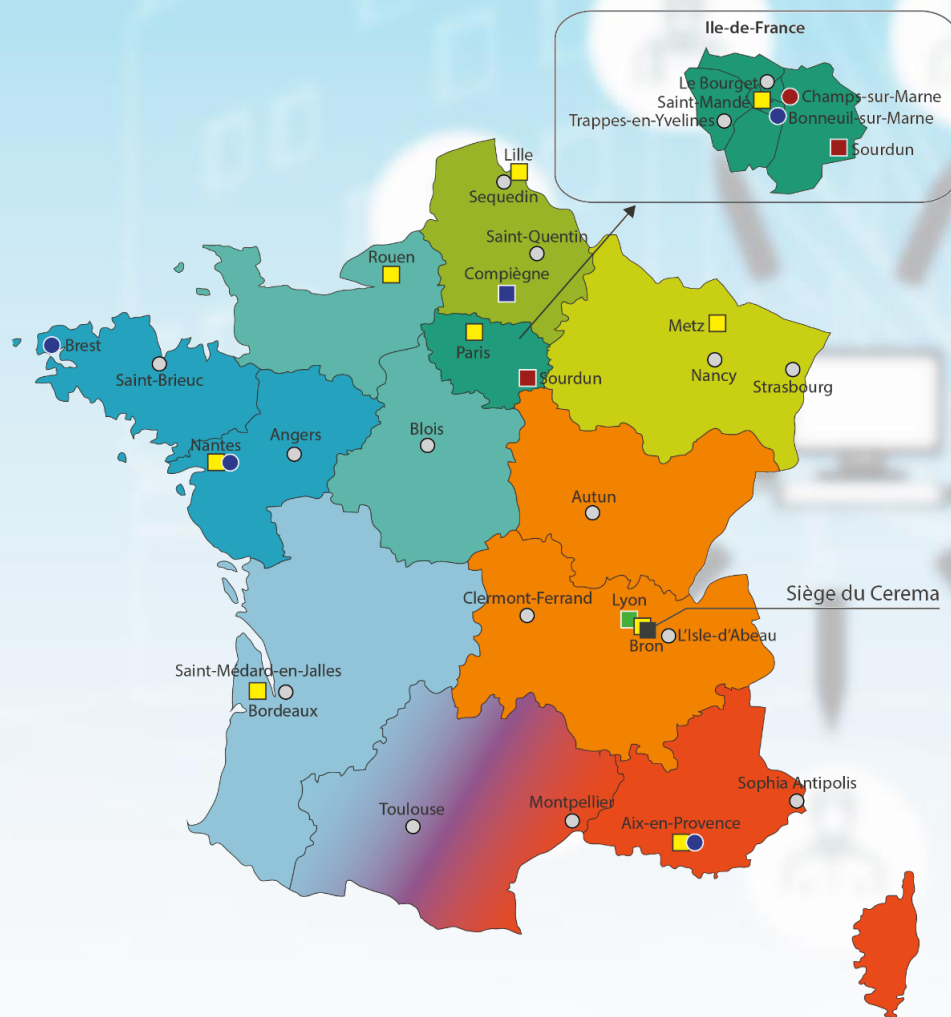 Ile-de-France
Le Bourget
Saint-Mandé
Champs-sur-Marne
Trappes-en-Yvelines
Bonneuil-sur-Marne
Sourdun
Lille
Sequedin
Saint-Quentin
Rouen
Compiègne
Metz
Brest
Paris
Nancy
Saint-Brieuc
Sourdun
Strasbourg
Nantes
Angers
Blois
Autun
Siège du Cerema
Clermont-Ferrand
Lyon
Bron
L'Isle-d'Abeau
Saint-Médard-en-Jalles
Bordeaux
Sophia Antipolis
Toulouse
Montpellier
Aix-en-Provence